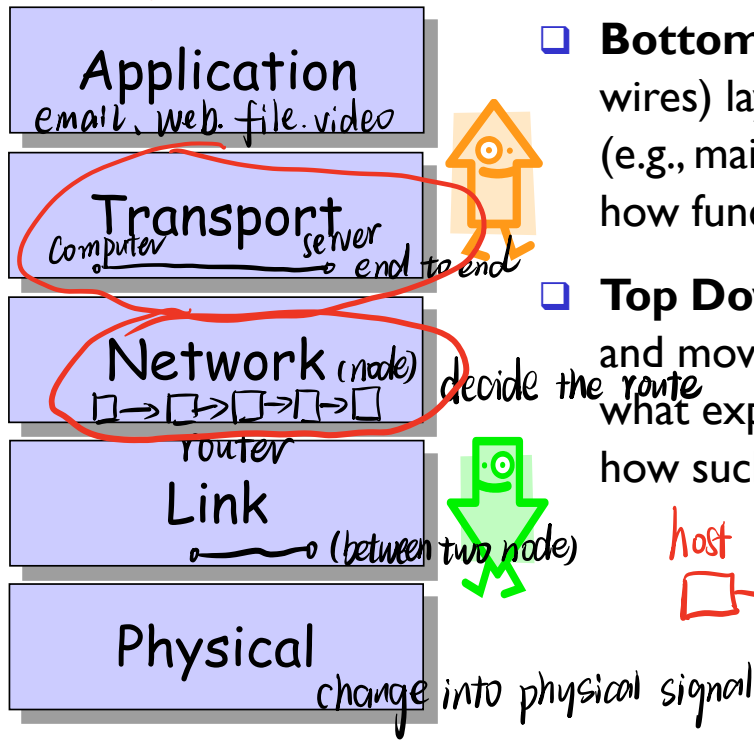 Application
email、web. file. video
Transport
Computer
server
end to end
Network (node)
decide the route
router
Link
(between two node)
Physical
change into physical signal
Bottom
wires) la
(e.g., mai
how fun
Top Do
and mov
what exp
how suc
host